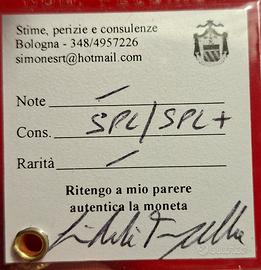 Stime, perizie e consulenze
Bologna - 348/4957226
simonesrt@hotmail.com
Note /
Cons. SPL/SPL+
Rarità /
Ritengo a mio parere
autentica la moneta
subito